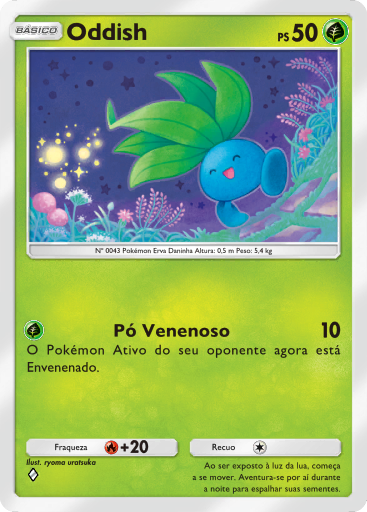 BÁSICO Oddish PS 50
Nº 0043 Pokémon Erva Daninha Altura: 0,5 m Peso: 5,4 kg
Pó Venenoso 10
O Pokémon Ativo do seu oponente agora está
Envenenado.
Fraqueza +20 Recuo
Ilust. ryoma uratsuka
Ao ser exposto à luz da lua, começa
a se mover. Aventura-se por aí durante
a noite para espalhar suas sementes.